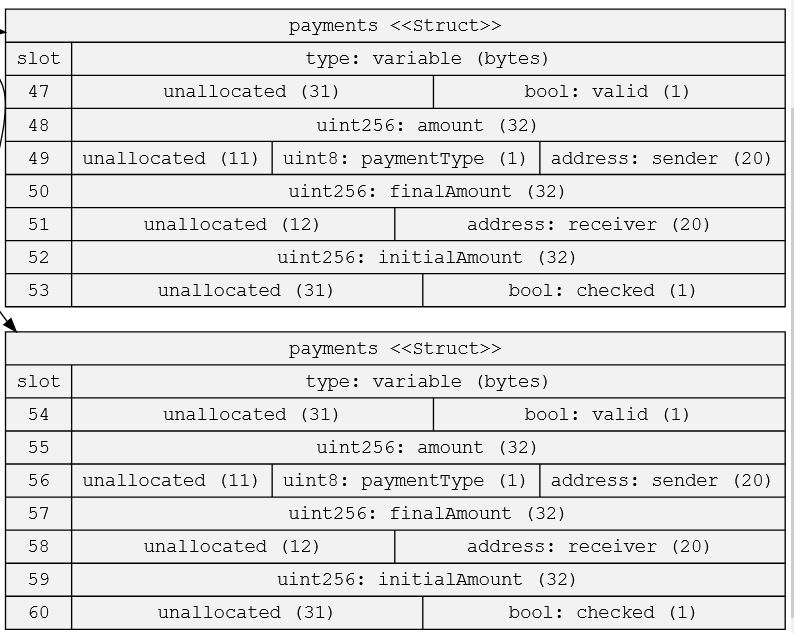 payments <<Struct>>
slot type: variable (bytes)
47 unallocated (31) bool: valid (1)
48 uint256: amount (32)
49 unallocated (11) uint8: paymentType (1) address: sender (20)
50 uint256: finalAmount (32)
51 unallocated (12) address: receiver (20)
52 uint256: initialAmount (32)
53 unallocated (31) bool: checked (1)
payments <<Struct>>
slot type: variable (bytes)
54 unallocated (31) bool: valid (1)
55 uint256: amount (32)
56 unallocated (11) uint8: paymentType (1) address: sender (20)
57 uint256: finalAmount (32)
58 unallocated (12) address: receiver (20)
59 uint256: initialAmount (32)
60 unallocated (31) bool: checked (1)